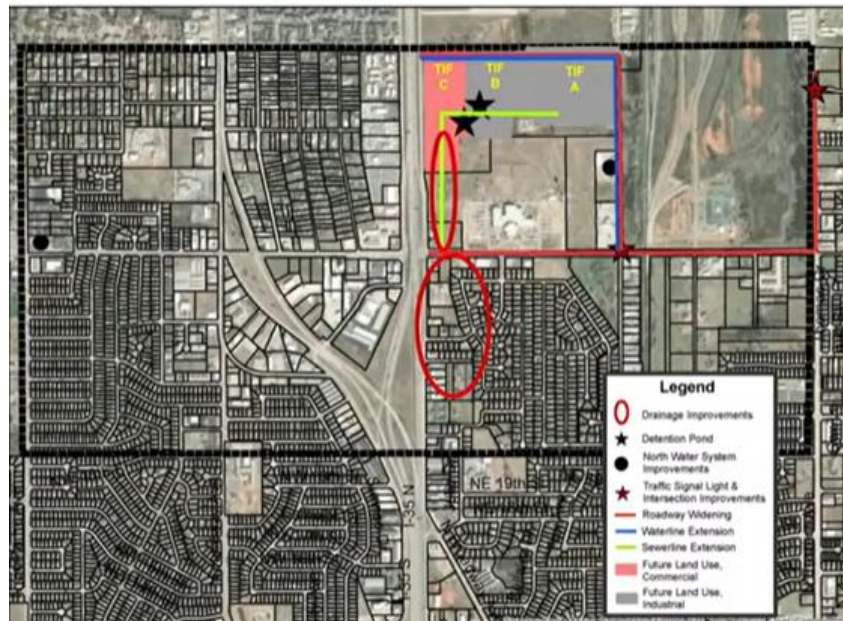 TIF
C
TIF
B
TIF
A
NE 19th
I-35 N
I-35 S
Legend
Drainage Improvements
Detention Pond
North Water System
Improvements
Traffic Signal Light &
Intersection Improvements
Roadway Widening
Waterline Extension
Sewerline Extension
Future Land Use,
Commercial
Future Land Use,
Industrial